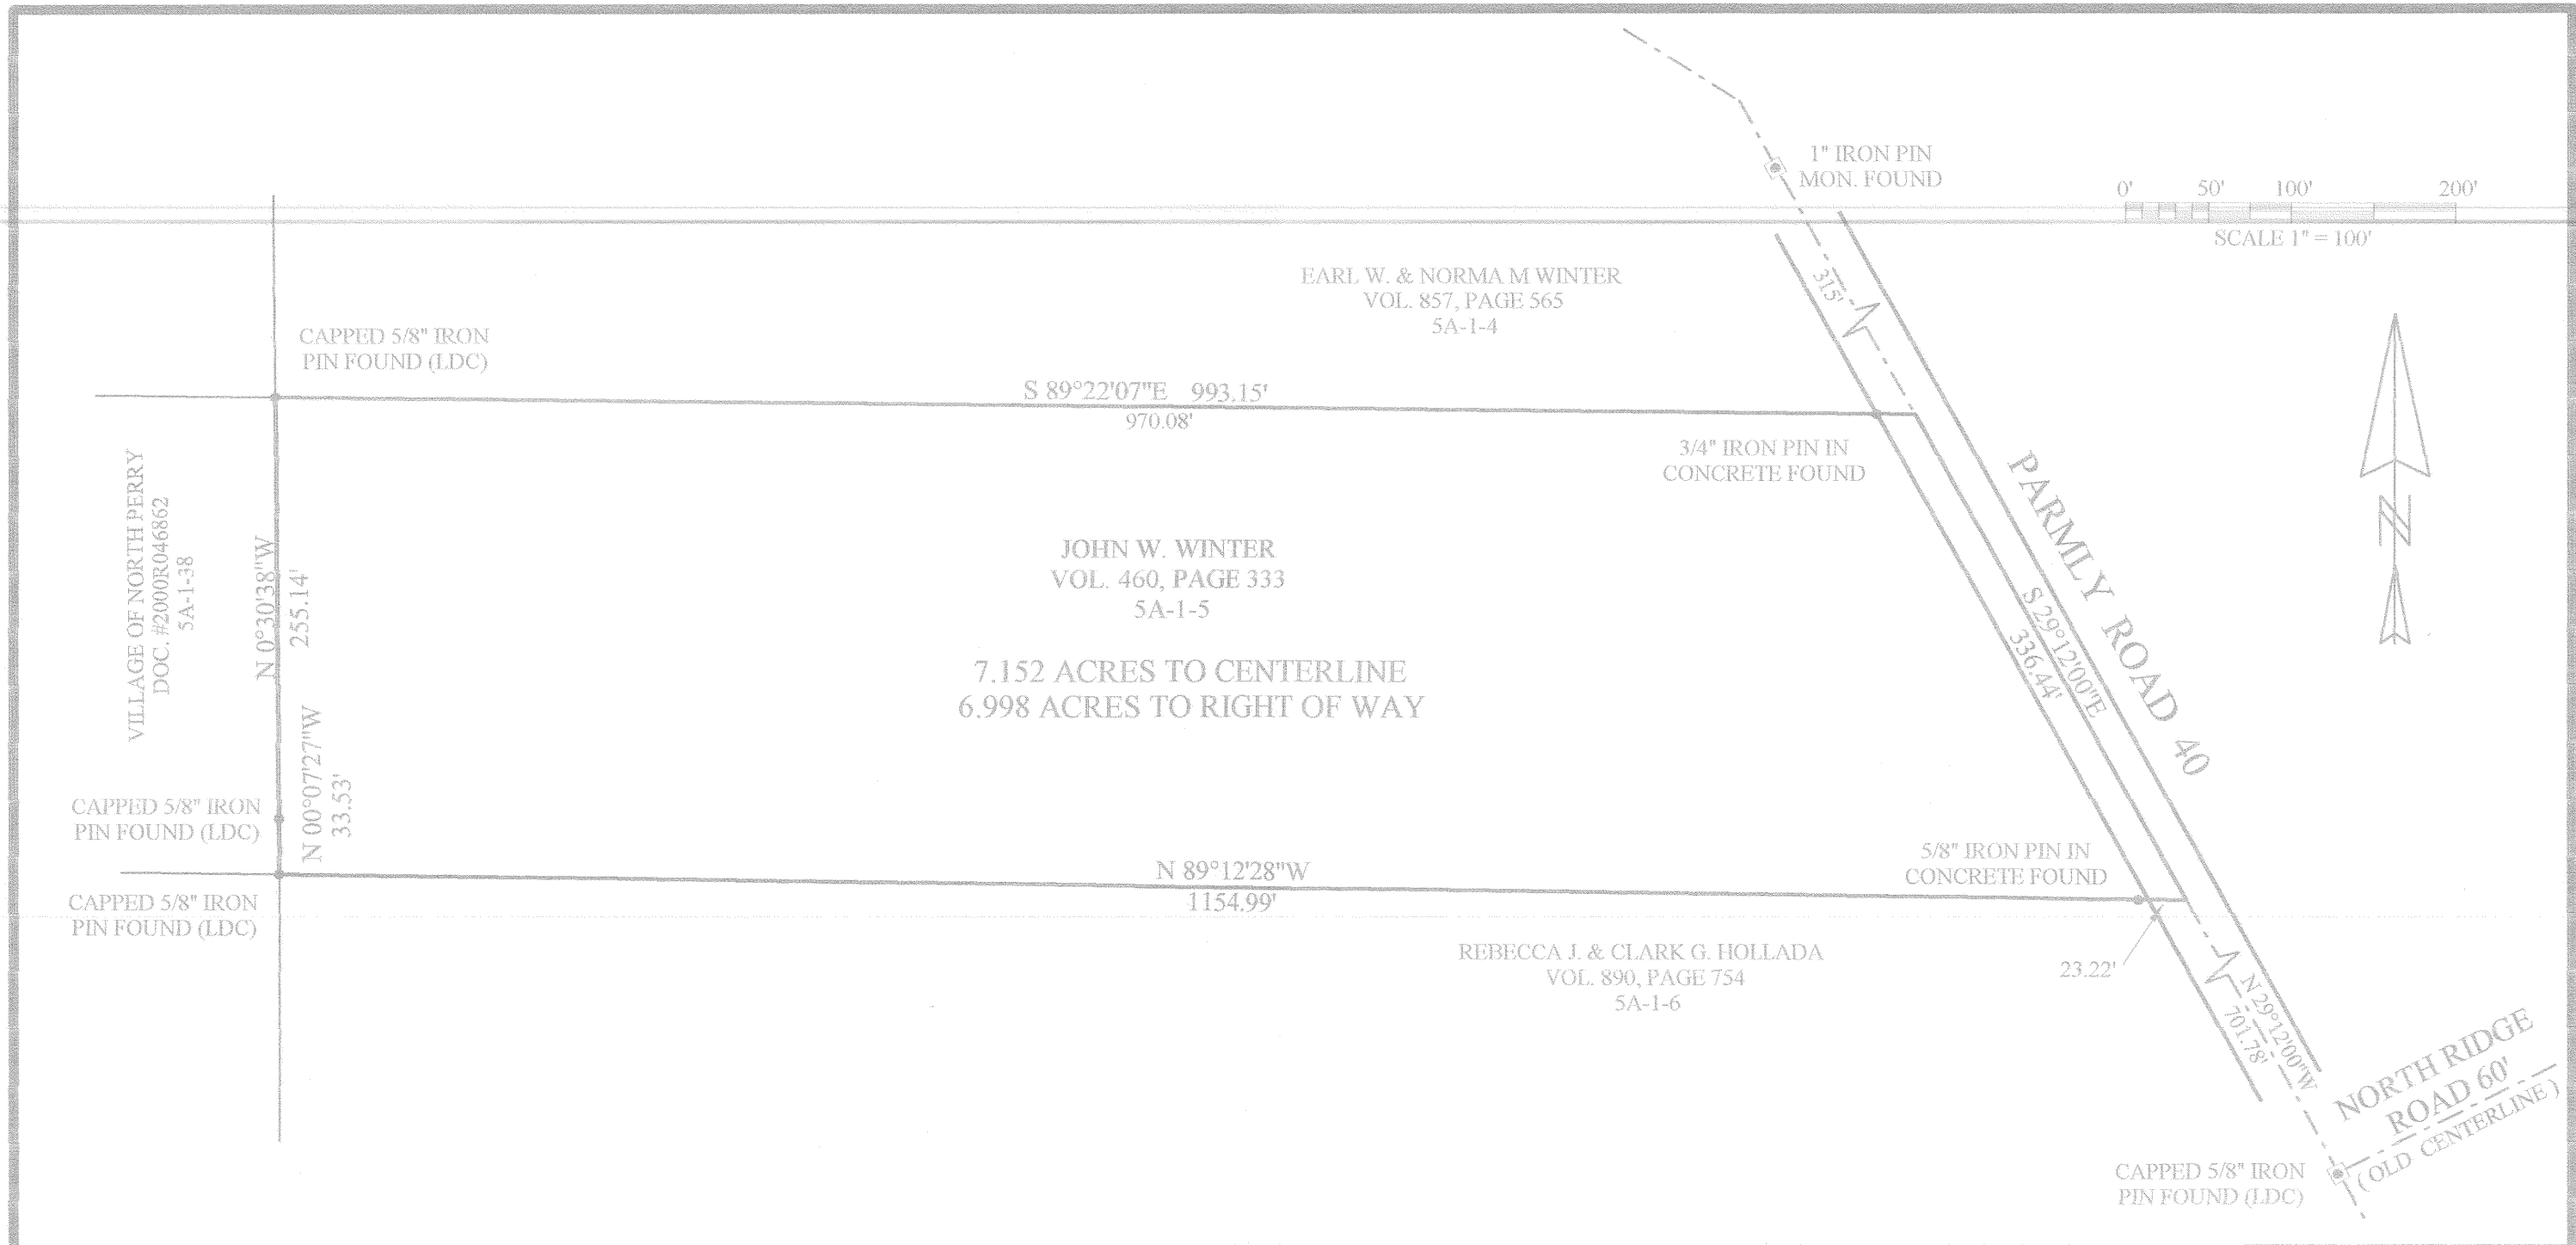 1" IRON PIN
MON. FOUND
0' 50' 100' 200'
SCALE 1" = 100'
EARL W. & NORMA M WINTER
VOL. 857, PAGE 565
5A-1-4
315'
CAPPED 5/8" IRON
PIN FOUND (LDC)
S 89°22'07"E 993.15'
970.08'
3/4" IRON PIN IN
CONCRETE FOUND
VILLAGE OF NORTH PERRY
DOC. #2000R046862
5A-1-38
N 0°30'38"W
255.14'
JOHN W. WINTER
VOL. 460, PAGE 333
5A-1-5
7.152 ACRES TO CENTERLINE
6.998 ACRES TO RIGHT OF WAY
PARMLY ROAD 40
S 29°12'00"E
336.44'
N
N 00°07'27"W
33.53'
CAPPED 5/8" IRON
PIN FOUND (LDC)
CAPPED 5/8" IRON
PIN FOUND (LDC)
N 89°12'28"W
1154.99'
5/8" IRON PIN IN
CONCRETE FOUND
REBECCA J. & CLARK G. HOLLADA
VOL. 890, PAGE 754
5A-1-6
23.22'
N 29°12'00"W
701.78'
NORTH RIDGE
ROAD 60'
( OLD CENTERLINE )
CAPPED 5/8" IRON
PIN FOUND (LDC)